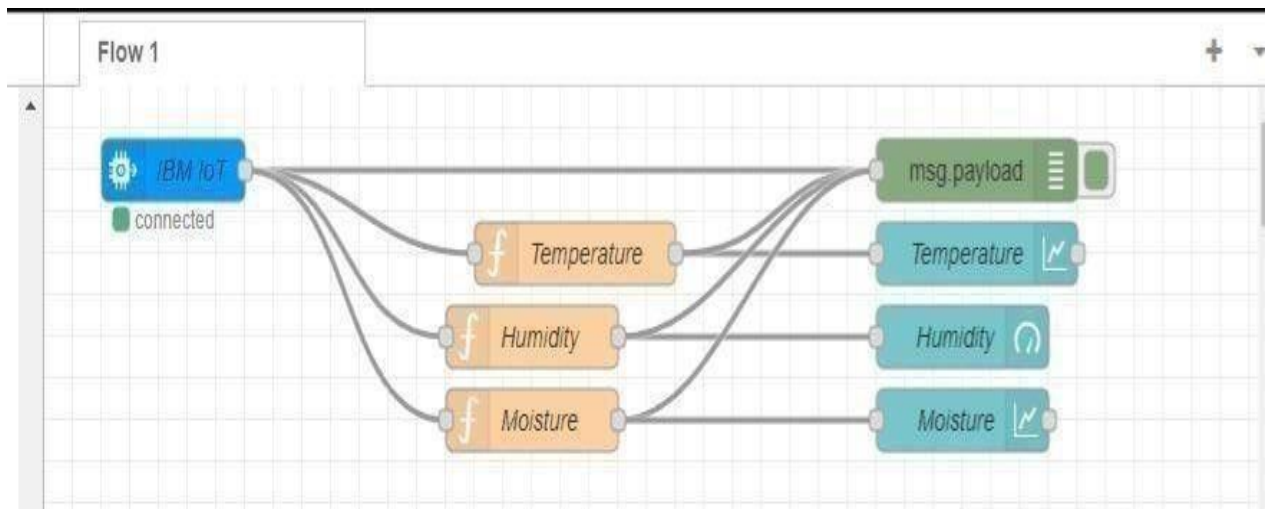 Flow 1
IBM IoT
connected
msg.payload
Temperature
Temperature
Humidity
Humidity
Moisture
Moisture